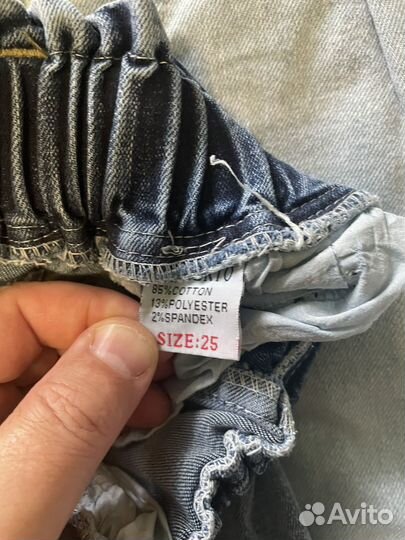 85%COTTON
13%POLYESTER
2%SPANDEX
SIZE:25
Avito